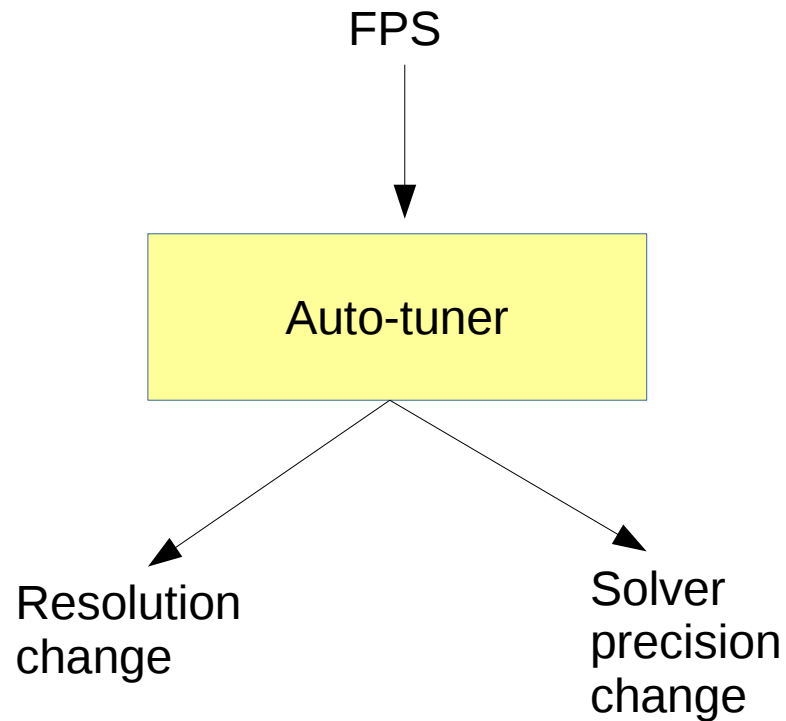 FPS
Auto-tuner
Resolution
change
Solver
precision
change